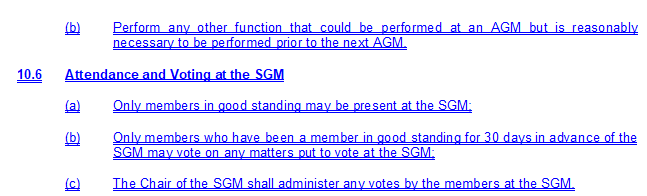 (b) Perform any other function that could be performed at an AGM but is reasonably
necessary to be performed prior to the next AGM.
10.6 Attendance and Voting at the SGM
(a) Only members in good standing may be present at the SGM;
(b) Only members who have been a member in good standing for 30 days in advance of the
SGM may vote on any matters put to vote at the SGM;
(c) The Chair of the SGM shall administer any votes by the members at the SGM.